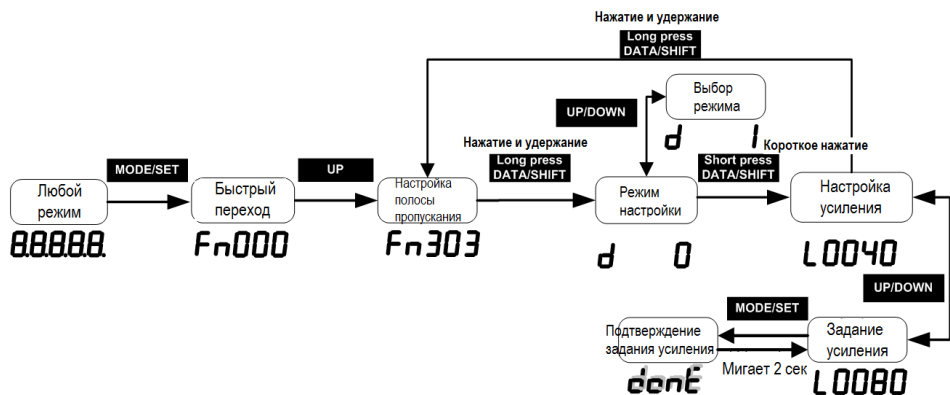 Нажатие и удержание
Long press
DATA/SHIFT
Выбор
режима
UP/DOWN
d 1
Нажатие и удержание
Long press
DATA/SHIFT
Short press
DATA/SHIFT
Короткое нажатие
MODE/SET
UP
Любой
режим
Быстрый
переход
Настройка
полосы
пропускания
Режим
настройки
Настройка
усиления
8.8.8.8.8.
Fn000
Fn303
d 0
L0040
UP/DOWN
MODE/SET
Подтверждение
задания усиления
Задание
усиления
Мигает 2 сек
donE
L0080